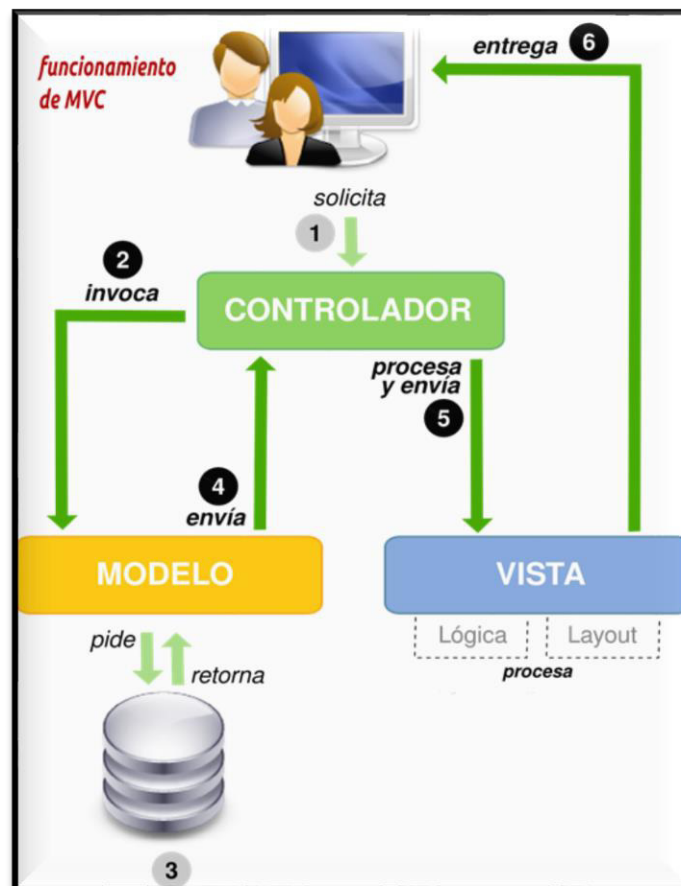 funcionamiento
de MVC
entrega 6
solicita
1
2
invoca
CONTROLADOR
procesa
y envía
5
4
envía
MODELO
VISTA
pide
retorna
Lógica
Layout
procesa
3